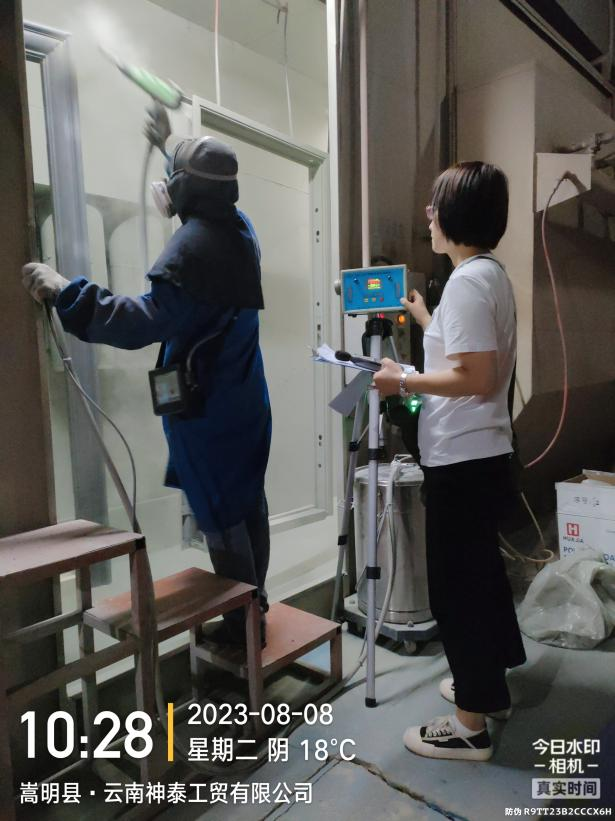 HUAJIA
10:28
2023-08-08
星期二 阴 18℃
嵩明县·云南神泰工贸有限公司
今日水印
相机
真实时间
防伪 R9TT23B2CCCX6H